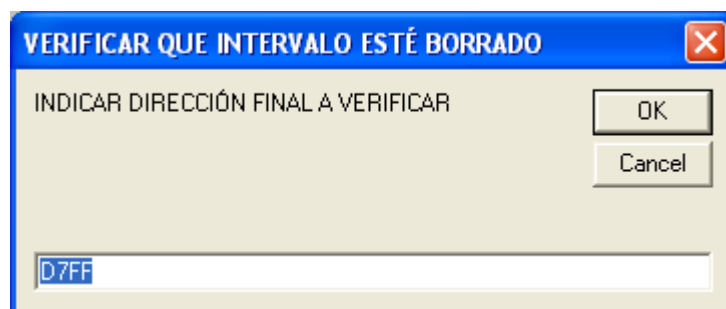 VERIFICAR QUE INTERVALO ESTÉ BORRADO
INDICAR DIRECCIÓN FINAL A VERIFICAR
OK
Cancel
D7FF